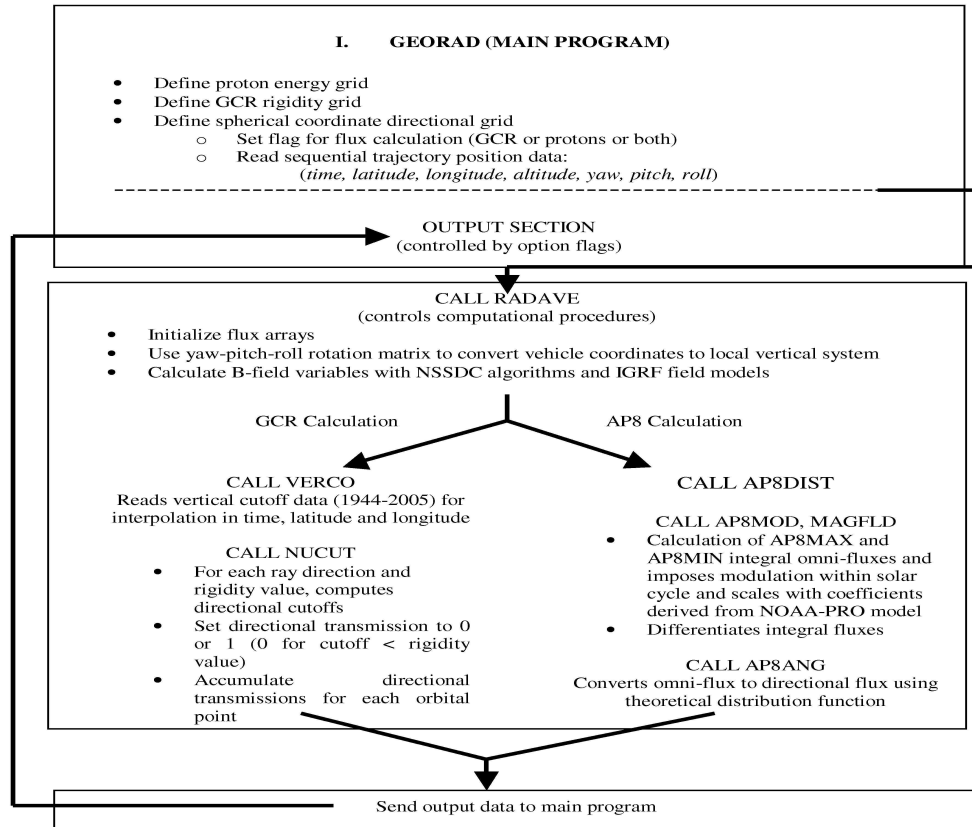 I. GEORAD (MAIN PROGRAM)
• Define proton energy grid
• Define GCR rigidity grid
• Define spherical coordinate directional grid
o Set flag for flux calculation (GCR or protons or both)
o Read sequential trajectory position data:
(time, latitude, longitude, altitude, yaw, pitch, roll)
OUTPUT SECTION
(controlled by option flags)
CALL RADAVE
(controls computational procedures)
• Initialize flux arrays
• Use yaw-pitch-roll rotation matrix to convert vehicle coordinates to local vertical system
• Calculate B-field variables with NSSDC algorithms and IGRF field models
GCR Calculation
AP8 Calculation
CALL VERCO
Reads vertical cutoff data (1944-2005) for
interpolation in time, latitude and longitude
CALL NUCUT
• For each ray direction and
rigidity value, computes
directional cutoffs
• Set directional transmission to 0
or 1 (0 for cutoff < rigidity
value)
• Accumulate directional
transmissions for each orbital
point
CALL AP8DIST
CALL AP8MOD, MAGFLD
• Calculation of AP8MAX and
AP8MIN integral omni-fluxes and
imposes modulation within solar
cycle and scales with coefficients
derived from NOAA-PRO model
• Differentiates integral fluxes
CALL AP8ANG
Converts omni-flux to directional flux using
theoretical distribution function
Send output data to main program